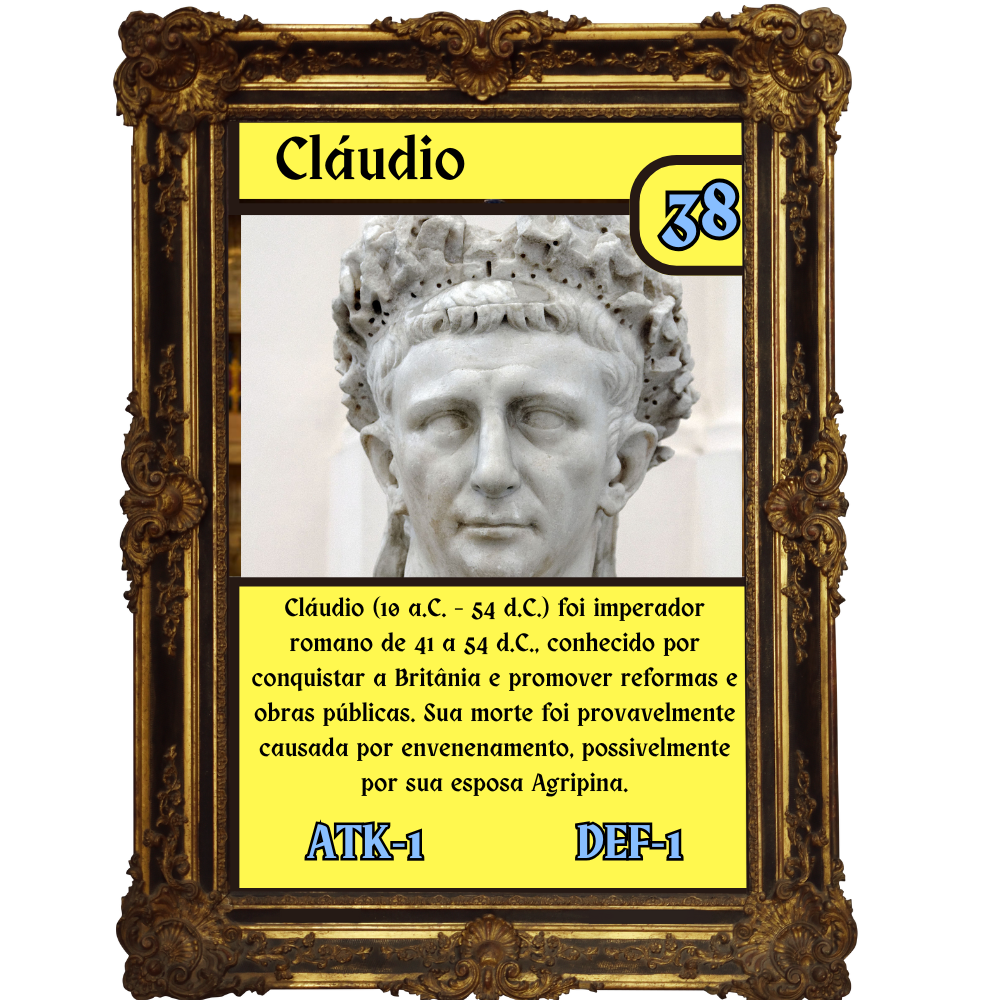 Cláudio
38
Cláudio (10 a.C. - 54 d.C.) foi imperador
romano de 41 a 54 d.C., conhecido por
conquistar a Britânia e promover reformas e
obras públicas. Sua morte foi provavelmente
causada por envenenamento, possivelmente
por sua esposa Agripina.
ATK-1 DEF-1